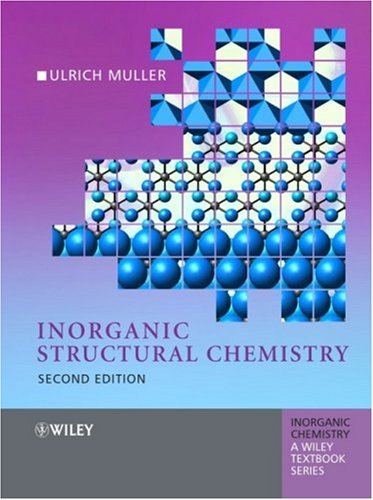 ULRICH MULLER
INORGANIC
STRUCTURAL CHEMISTRY
SECOND EDITION
WILEY
INORGANIC
CHEMISTRY
A WILEY
TEXTBOOK
SERIES